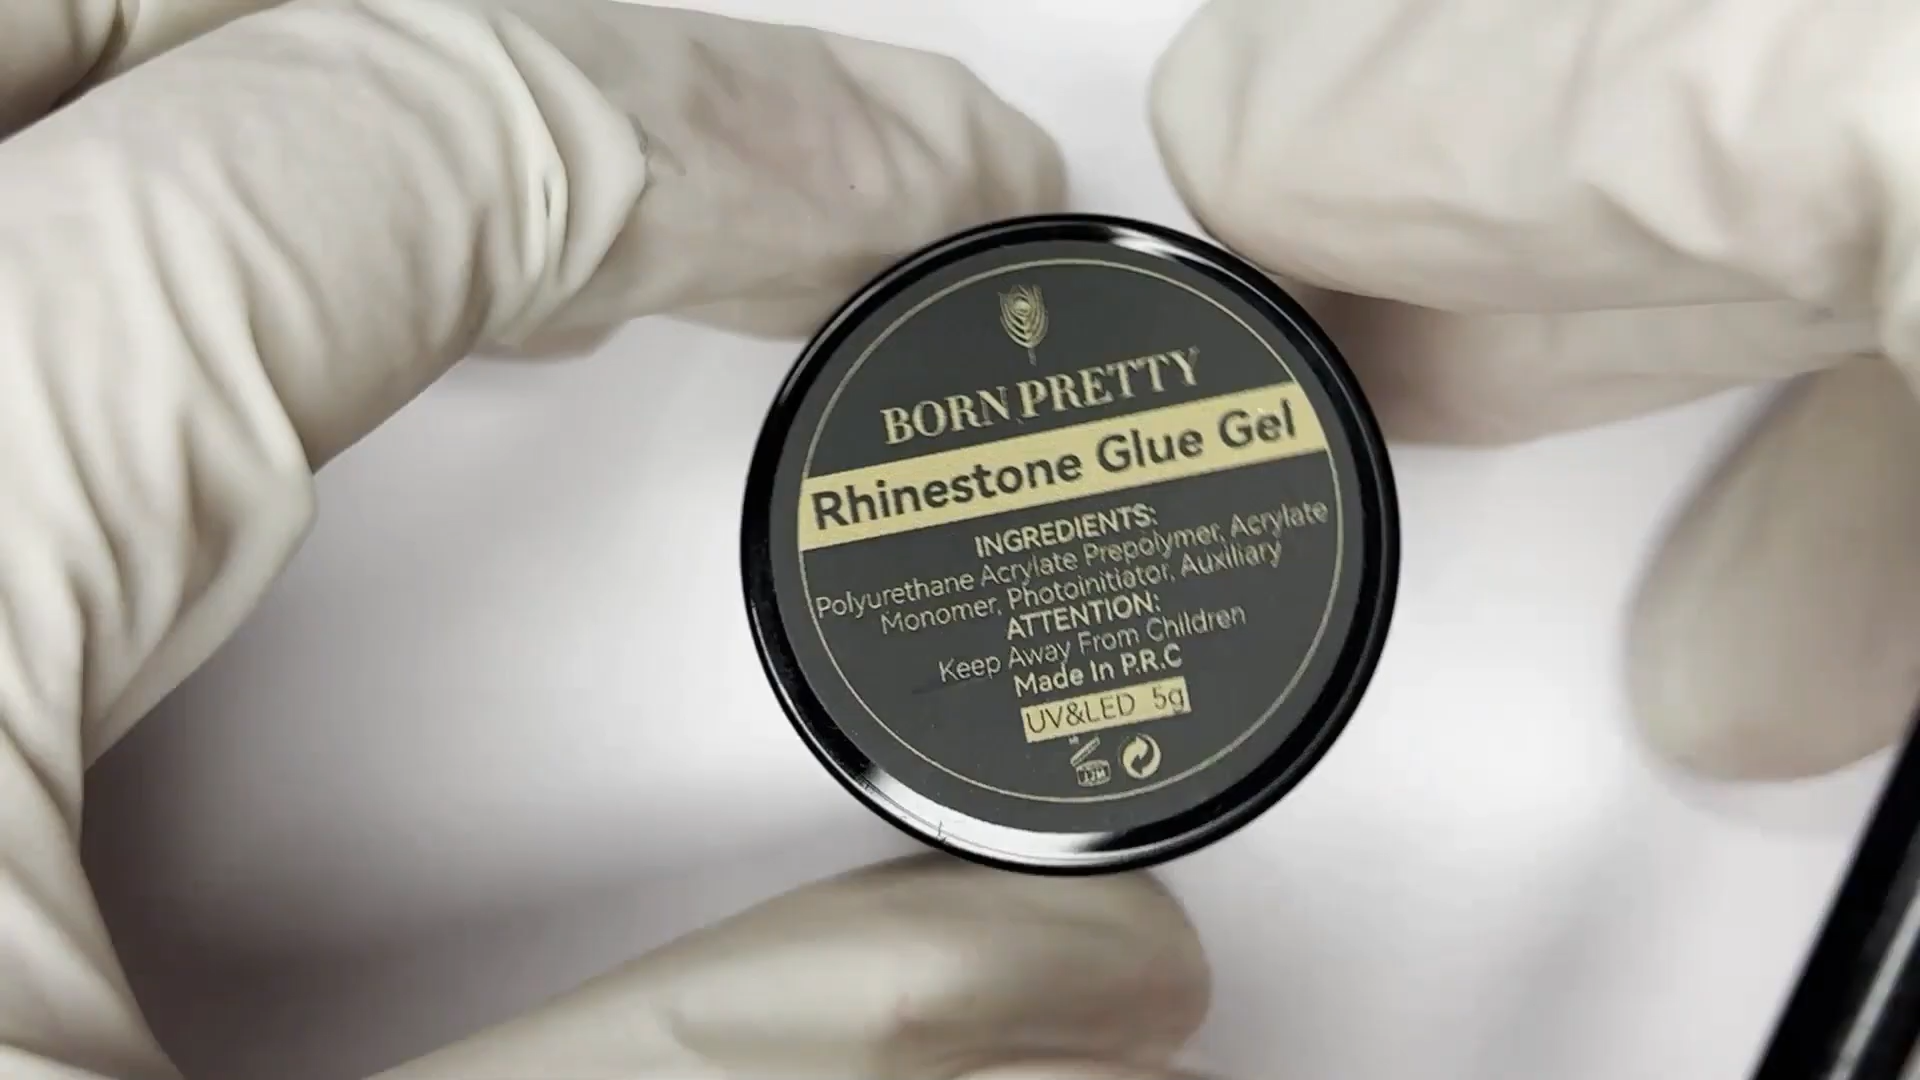 BORN PRETTY
Rhinestone Glue Gel
INGREDIENTS:
Polyurethane Acrylate Prepolymer, Acrylate
Monomer, Photoinitiator, Auxiliary
ATTENTION:
Keep Away From Children
Made In P.R.C
UV&LED 5g